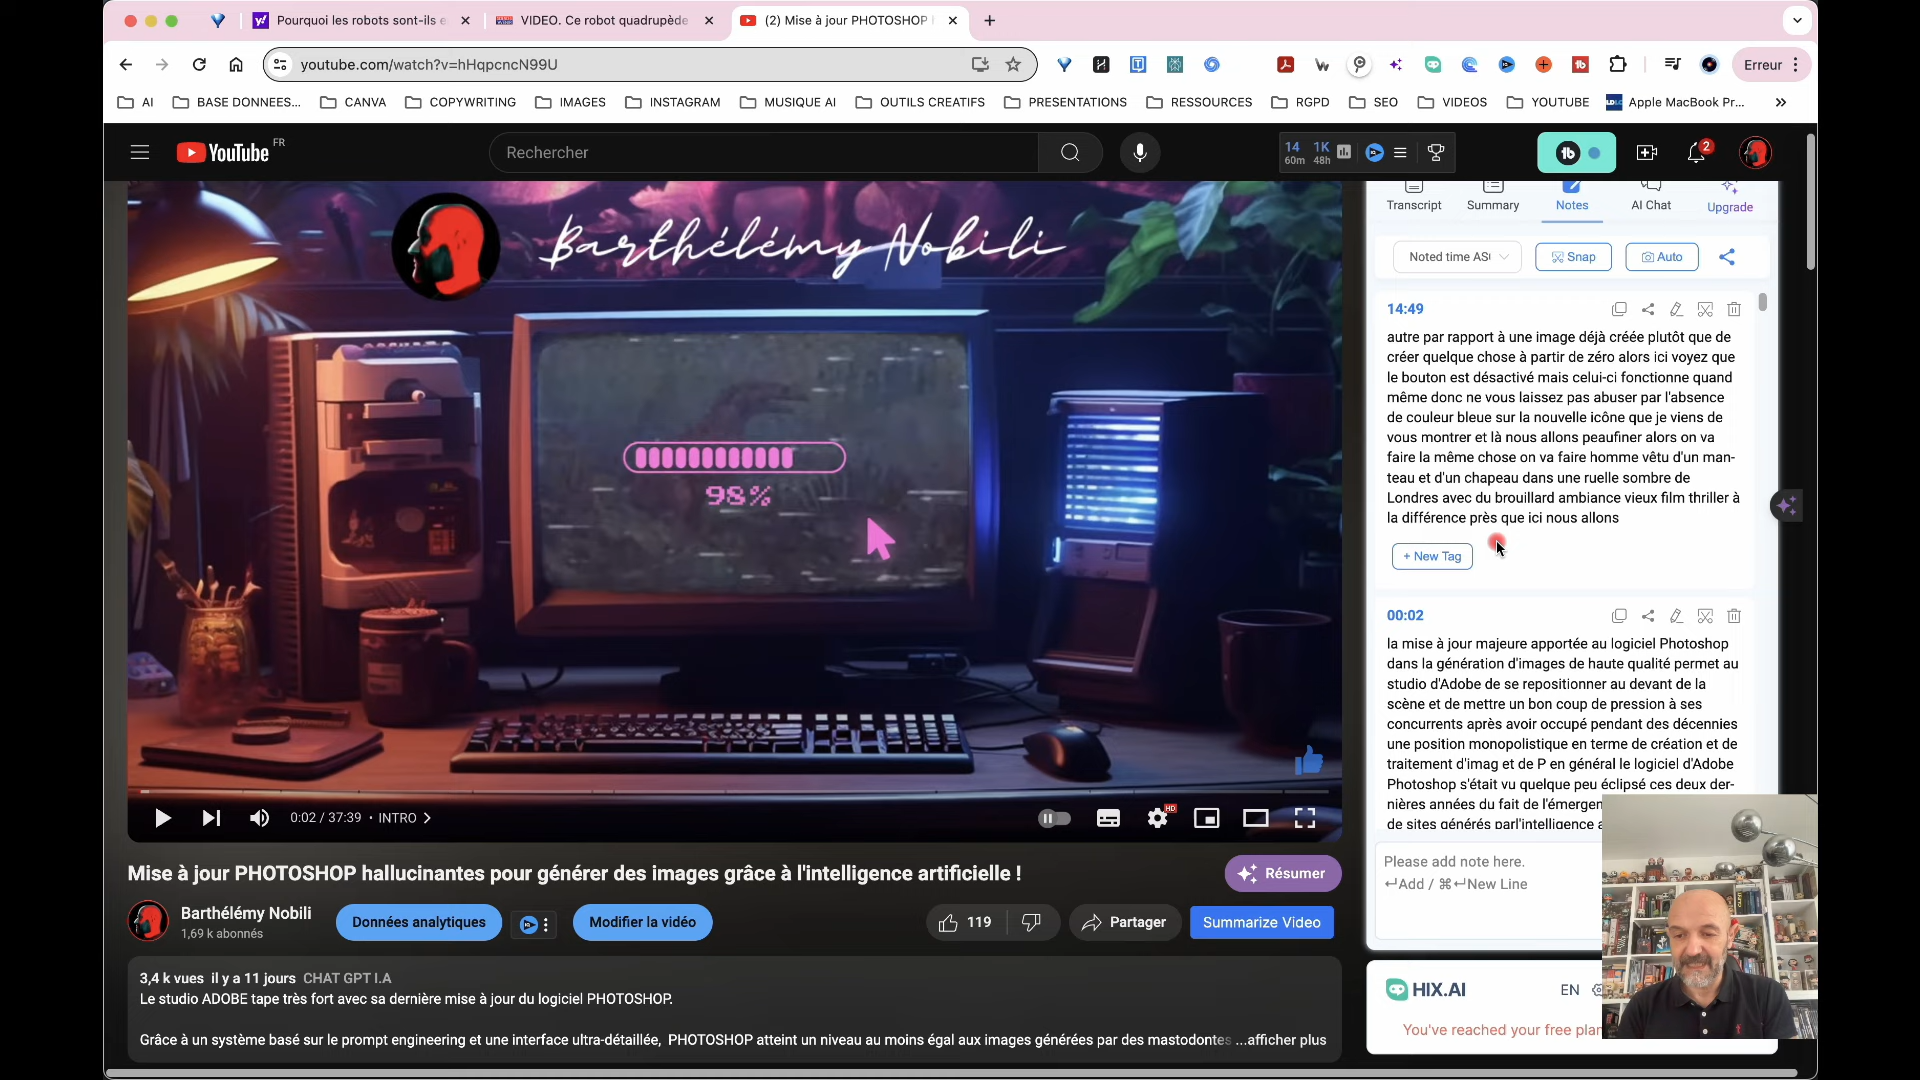 Pourquoi les robots sont-ils e
VIDEO. Ce robot quadrupède
(2) Mise à jour PHOTOSHOP
youtube.com/watch?v=hHqpcncN99U
Erreur
AI
BASE DONNEES...
CANVA
COPYWRITING
IMAGES
INSTAGRAM
MUSIQUE AI
OUTILS CREATIFS
PRESENTATIONS
RESSOURCES
RGPD
SEO
VIDEOS
YOUTUBE
Apple MacBook Pr...
YouTube FR
Rechercher
14 1K
60m 48h
2
Barthélémy Nobili
98%
0:02 / 37:39 • INTRO
HD
Transcript
Summary
Notes
AI Chat
Upgrade
Noted time AS
Snap
Auto
14:49
autre par rapport à une image déjà créée plutôt que de
créer quelque chose à partir de zéro alors ici voyez que
le bouton est désactivé mais celui-ci fonctionne quand
même donc ne vous laissez pas abuser par l'absence
de couleur bleue sur la nouvelle icône que je viens de
vous montrer et là nous allons peaufiner alors on va
faire la même chose on va faire homme vêtu d'un man-
teau et d'un chapeau dans une ruelle sombre de
Londres avec du brouillard ambiance vieux film thriller à
la différence près que ici nous allons
+ New Tag
00:02
la mise à jour majeure apportée au logiciel Photoshop
dans la génération d'images de haute qualité permet au
studio d'Adobe de se repositionner au devant de la
scène et de mettre un bon coup de pression à ses
concurrents après avoir occupé pendant des décennies
une position monopolistique en terme de création et de
traitement d'imag et de P en général le logiciel d'Adobe
Photoshop s'était vu quelque peu éclipsé ces deux der-
nières années du fait de l'émergen
de sites générés parl'intelligence a
Please add note here.
↵Add / ⌘↵New Line
HIX.AI
EN
You've reached your free plan
Mise à jour PHOTOSHOP hallucinantes pour générer des images grâce à l'intelligence artificielle !
Résumer
Barthélémy Nobili
1,69 k abonnés
Données analytiques
Modifier la vidéo
119
Partager
Summarize Video
3,4 k vues il y a 11 jours CHAT GPT I.A
Le studio ADOBE tape très fort avec sa dernière mise à jour du logiciel PHOTOSHOP.
Grâce à un système basé sur le prompt engineering et une interface ultra-détaillée, PHOTOSHOP atteint un niveau au moins égal aux images générées par des mastodontes ...afficher plus